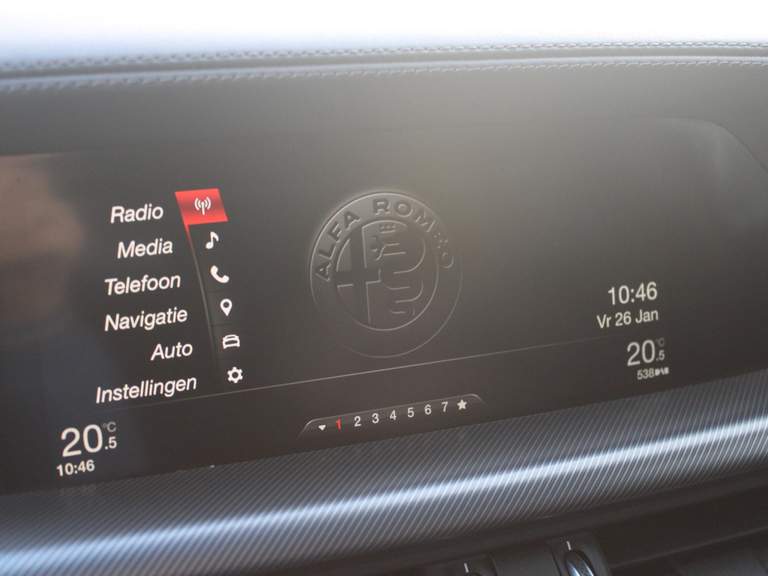 Radio
Media
Telefoon
Navigatie
Auto
Instellingen
ALFA ROMEO
10:46
Vr 26 Jan
20.5°C
20.5°C
10:46
1 2 3 4 5 6 7